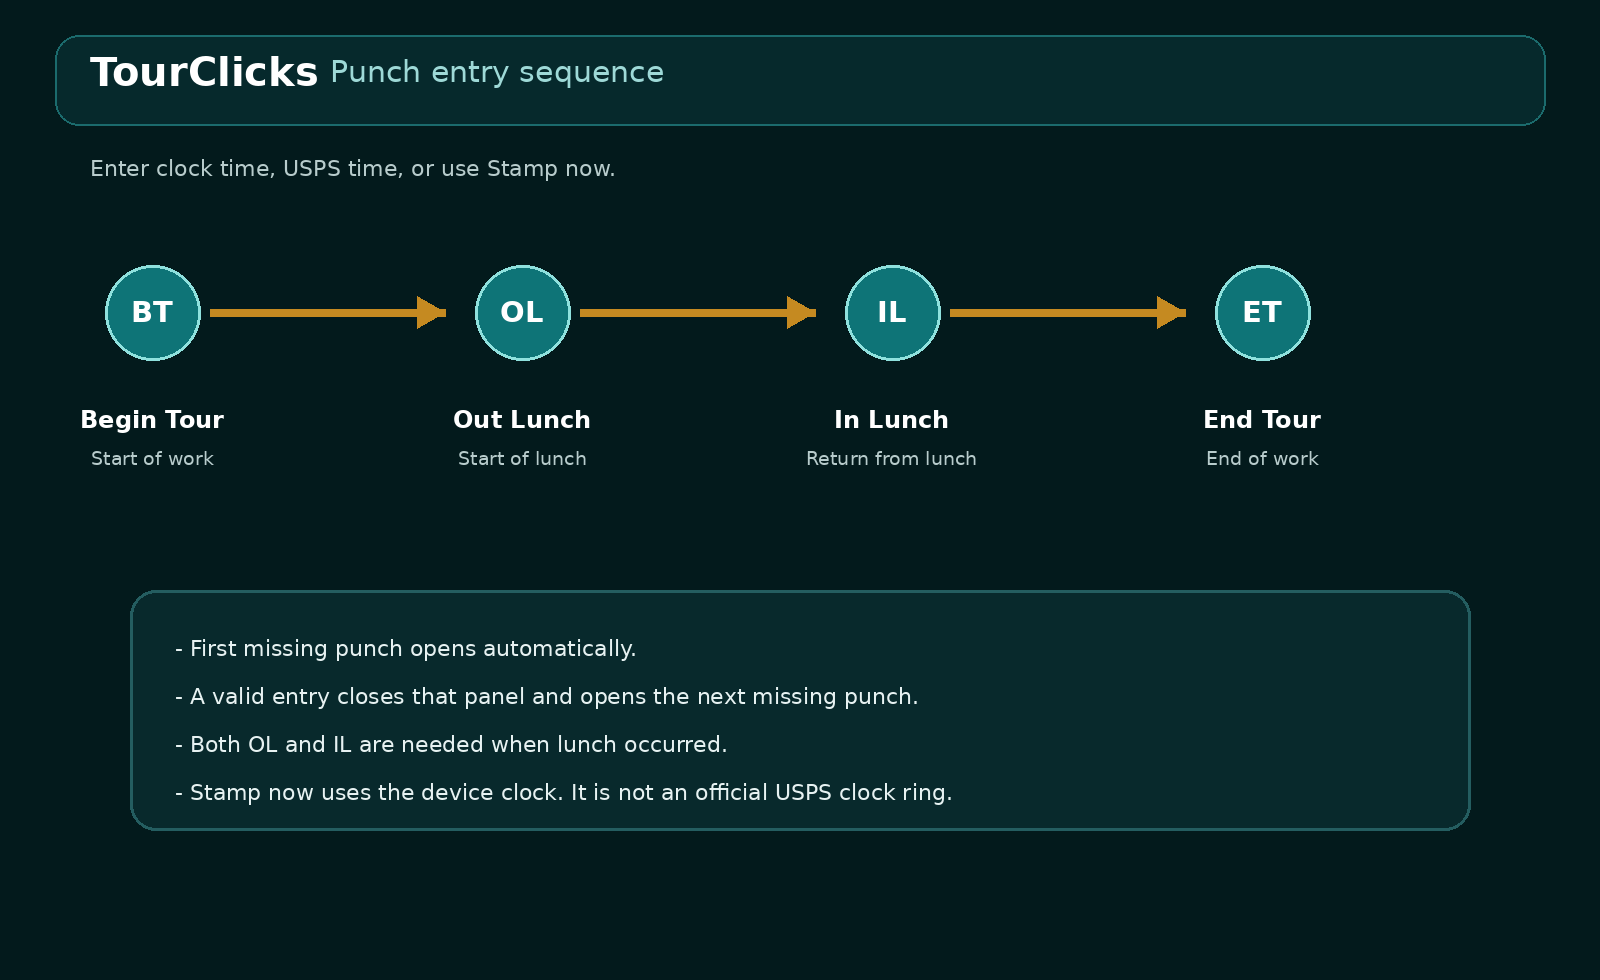 TourClicks Punch entry sequence
Enter clock time, USPS time, or use Stamp now.
BT OL IL ET
Begin Tour Out Lunch In Lunch End Tour
Start of work Start of lunch Return from lunch End of work
- First missing punch opens automatically.
- A valid entry closes that panel and opens the next missing punch.
- Both OL and IL are needed when lunch occurred.
- Stamp now uses the device clock. It is not an official USPS clock ring.